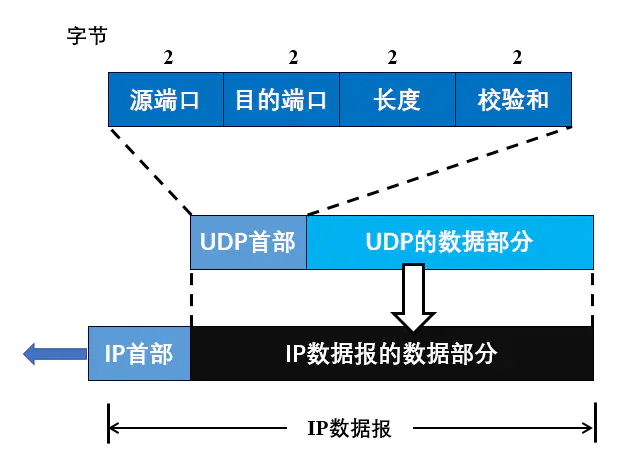 字节
2 2 2 2
源端口 目的端口 长度 校验和
UDP首部 UDP的数据部分
IP首部 IP数据报的数据部分
IP数据报